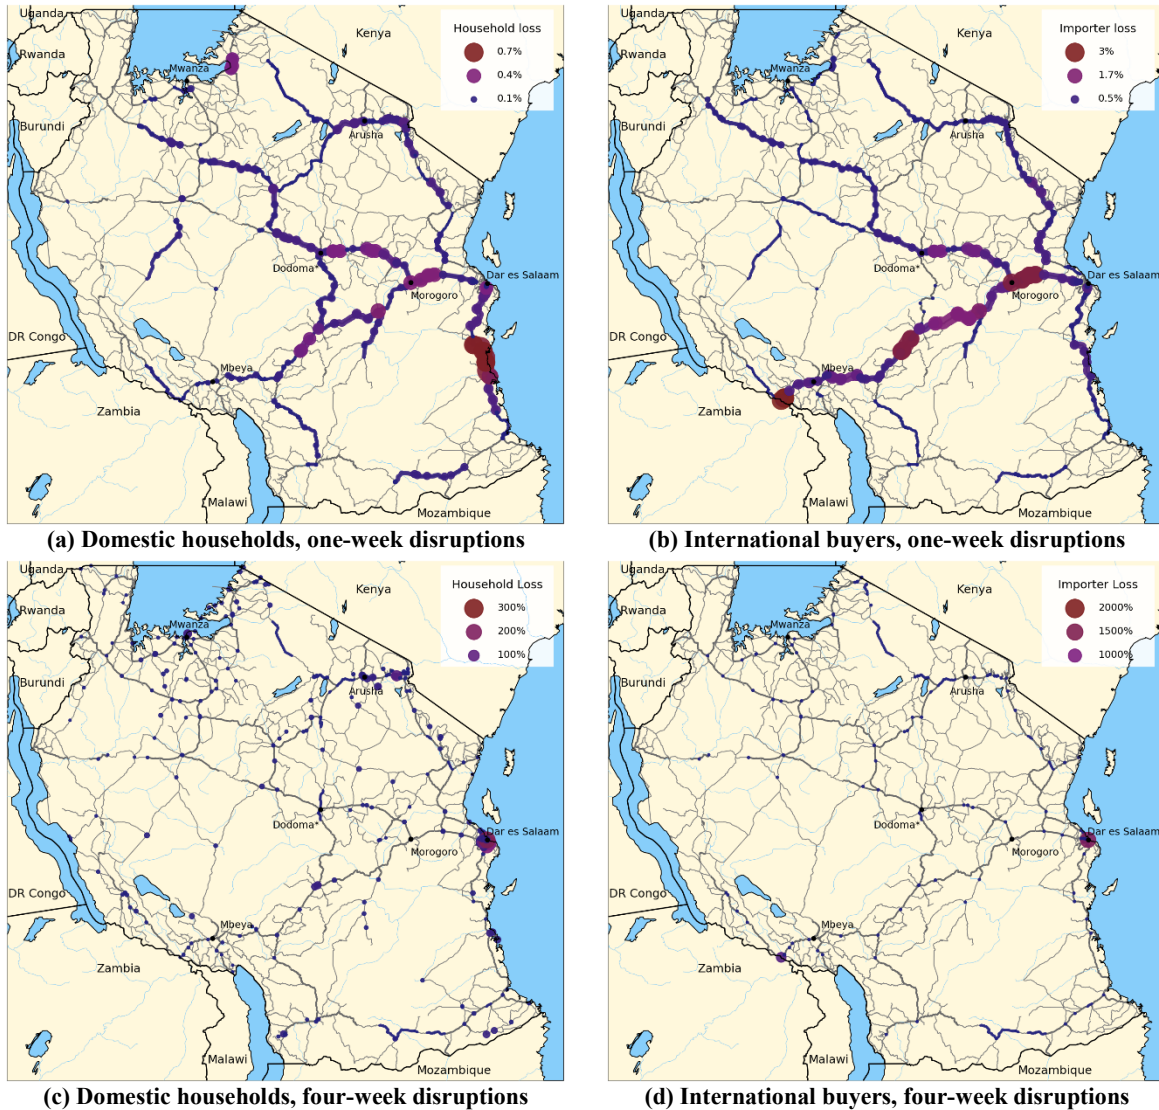 Uganda
Rwanda
Burundi
DR Congo
Zambia
Malawi
Mozambique
Kenya
Mwanza
Arusha
Dodoma*
Morogoro
Dar es Salaam
Mbeya
Household loss
0.7%
0.4%
0.1%
(a) Domestic households, one-week disruptions
Uganda
Rwanda
Burundi
DR Congo
Zambia
Malawi
Mozambique
Kenya
Mwanza
Arusha
Dodoma*
Morogoro
Dar es Salaam
Mbeya
Importer loss
3%
1.7%
0.5%
(b) International buyers, one-week disruptions
Uganda
Rwanda
Burundi
DR Congo
Zambia
Malawi
Mozambique
Kenya
Mwanza
Arusha
Dodoma*
Morogoro
Dar es Salaam
Mbeya
Household Loss
300%
200%
100%
(c) Domestic households, four-week disruptions
Uganda
Rwanda
Burundi
DR Congo
Zambia
Malawi
Mozambique
Kenya
Mwanza
Arusha
Dodoma*
Morogoro
Dar es Salaam
Mbeya
Importer Loss
2000%
1500%
1000%
(d) International buyers, four-week disruptions